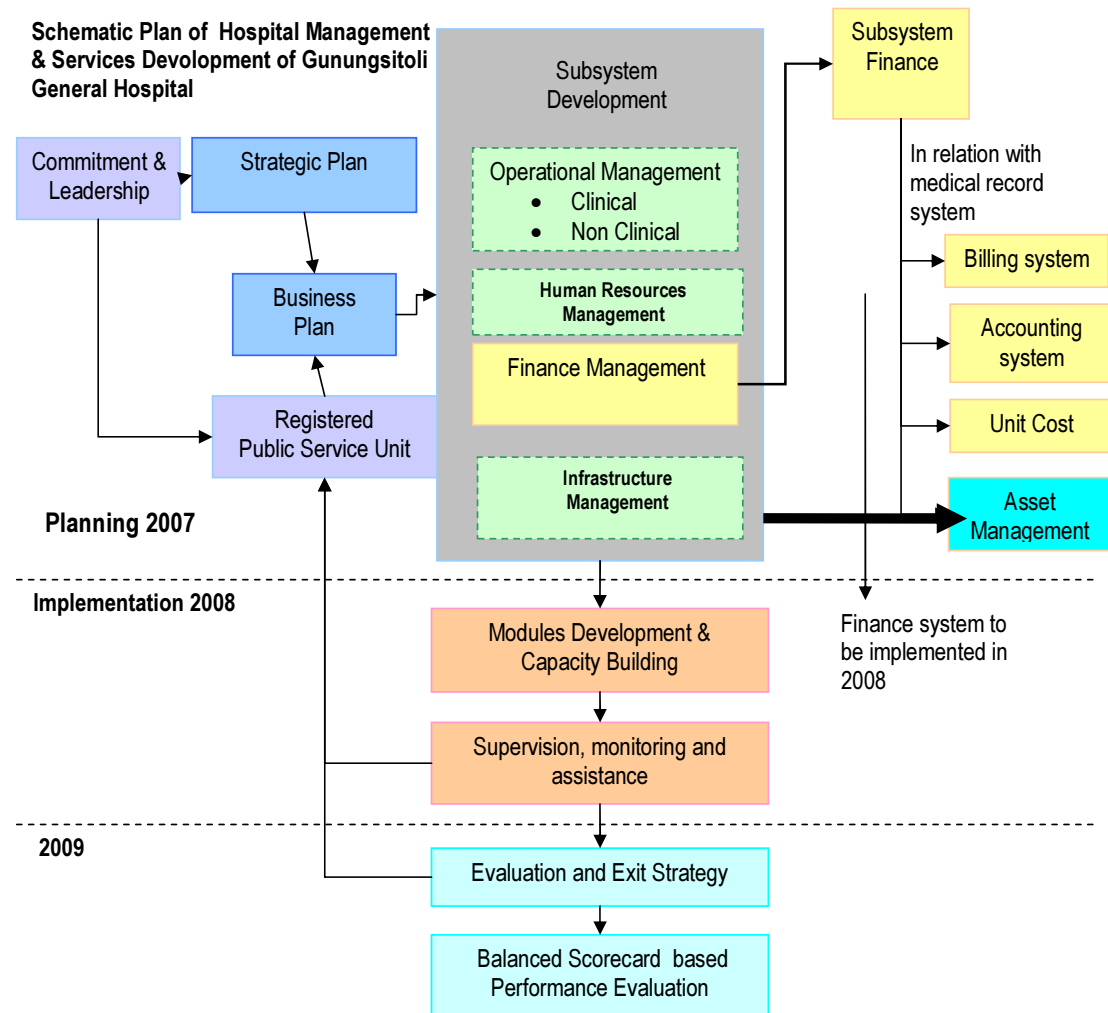 Schematic Plan of Hospital Management
& Services Devolopment of Gunungsitoli
General Hospital
Subsystem
Development
Subsystem
Finance
Commitment &
Leadership
Strategic Plan
Operational Management
• Clinical
• Non Clinical
In relation with
medical record
system
Billing system
Business
Plan
Human Resources
Management
Accounting
system
Finance Management
Registered
Public Service Unit
Unit Cost
Infrastructure
Management
Asset
Management
Planning 2007
Implementation 2008
Modules Development &
Capacity Building
Finance system to
be implemented in
2008
Supervision, monitoring and
assistance
2009
Evaluation and Exit Strategy
Balanced Scorecard based
Performance Evaluation